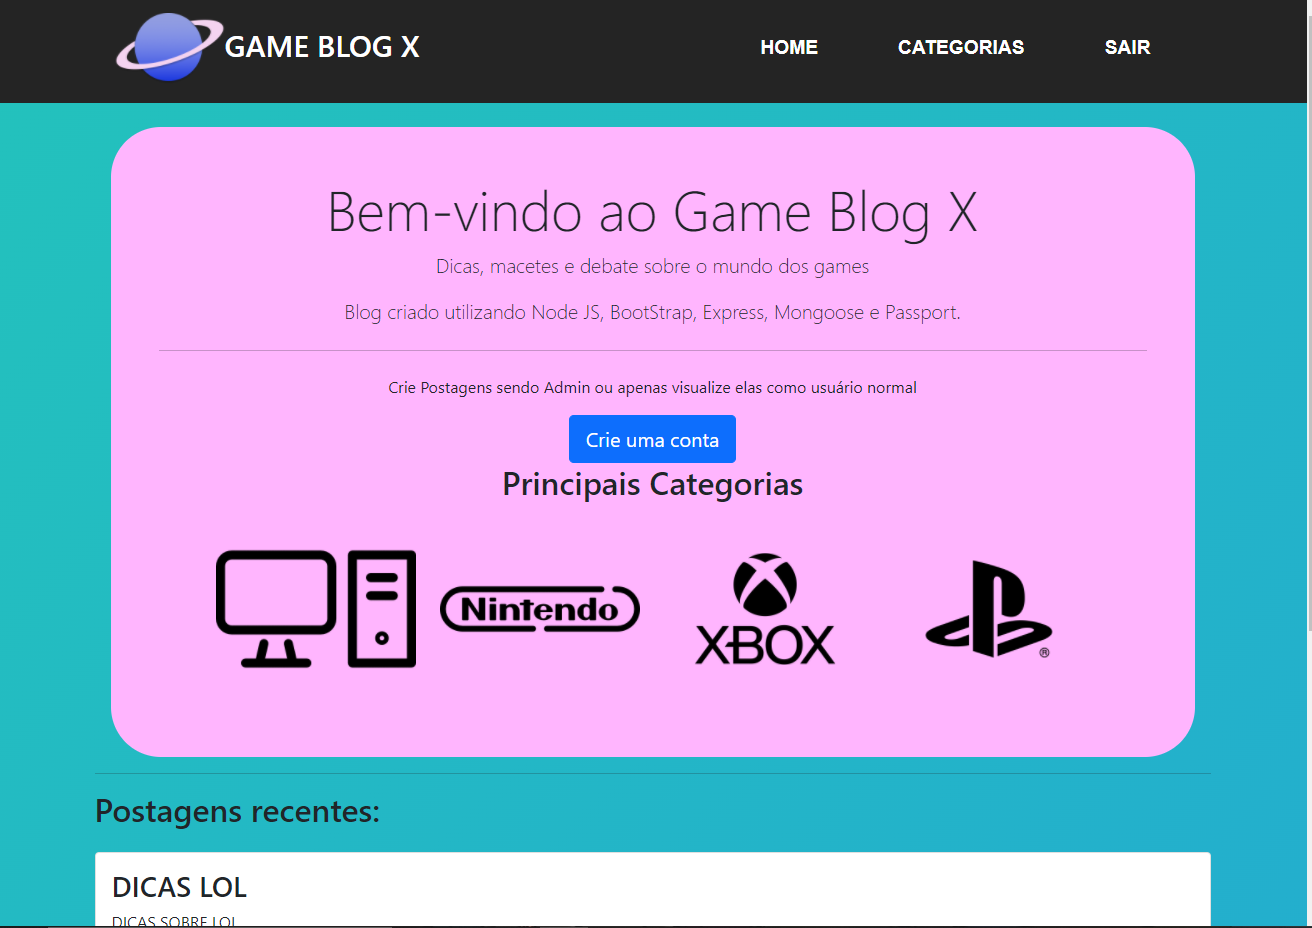 GAME BLOG X
HOME
CATEGORIAS
SAIR
Bem-vindo ao Game Blog X
Dicas, macetes e debate sobre o mundo dos games
Blog criado utilizando Node JS, BootStrap, Express, Mongoose e Passport.
Crie Postagens sendo Admin ou apenas visualize elas como usuário normal
Crie uma conta
Principais Categorias
Nintendo
XBOX
®
Postagens recentes:
DICAS LOL
DICAS SOBRE LOL